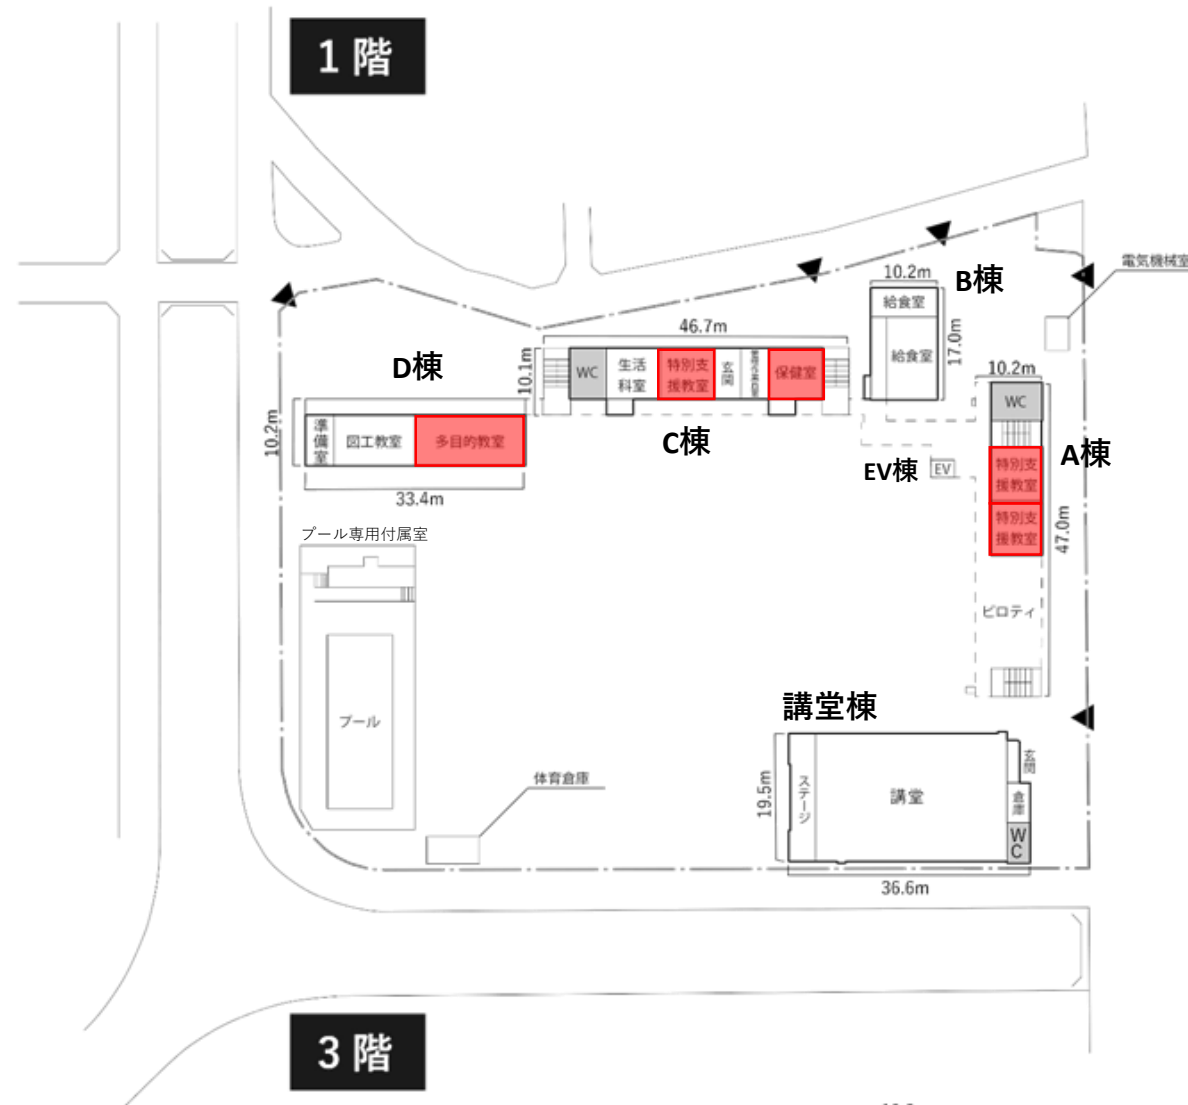 1 階
電気機械室
10.2m
B棟
給食室
給食室
17.0m
46.7m
10.1m
WC
生活
科室
特別支
援教室
玄関
保健室
C棟
D棟
10.2m
準備室
図工教室
多目的教室
33.4m
10.2m
WC
A棟
特別支
援教室
特別支
援教室
47.0m
EV棟
EV
ピロティ
プール専用付属室
プール
体育倉庫
講堂棟
19.5m
ステージ
講堂
玄関
倉庫
WC
36.6m
3 階